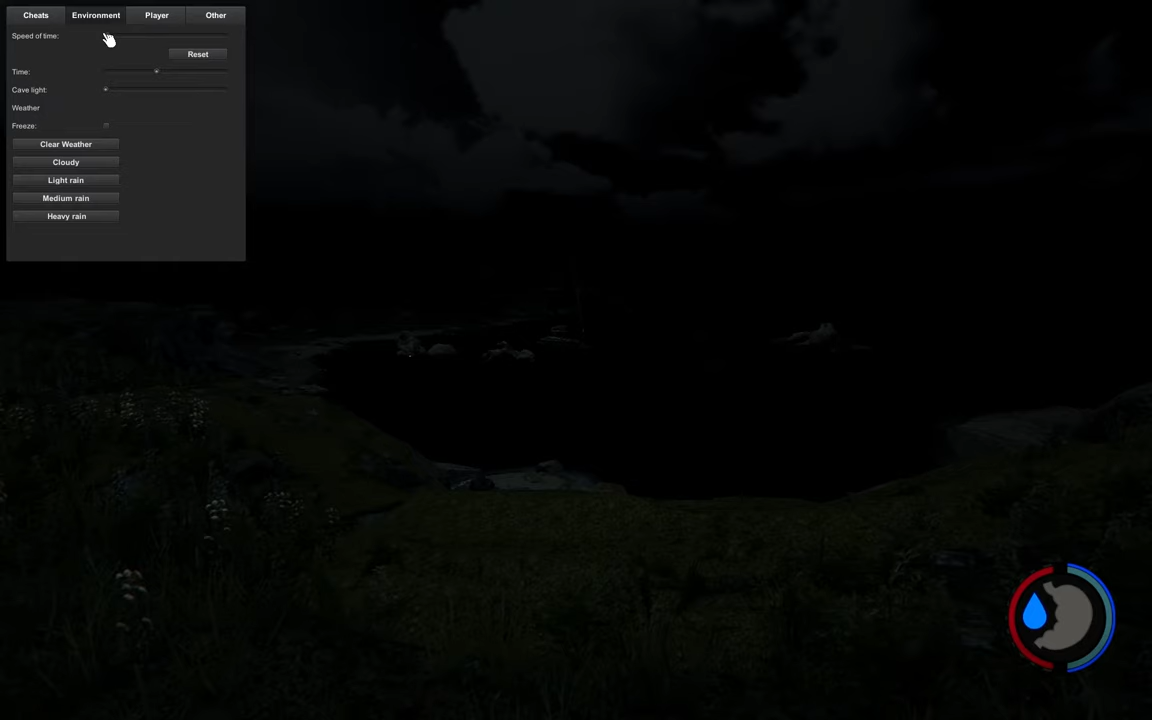 Cheats Environment Player Other
Speed of time:
Reset
Time:
Cave light:
Weather
Freeze:
Clear Weather
Cloudy
Light rain
Medium rain
Heavy rain